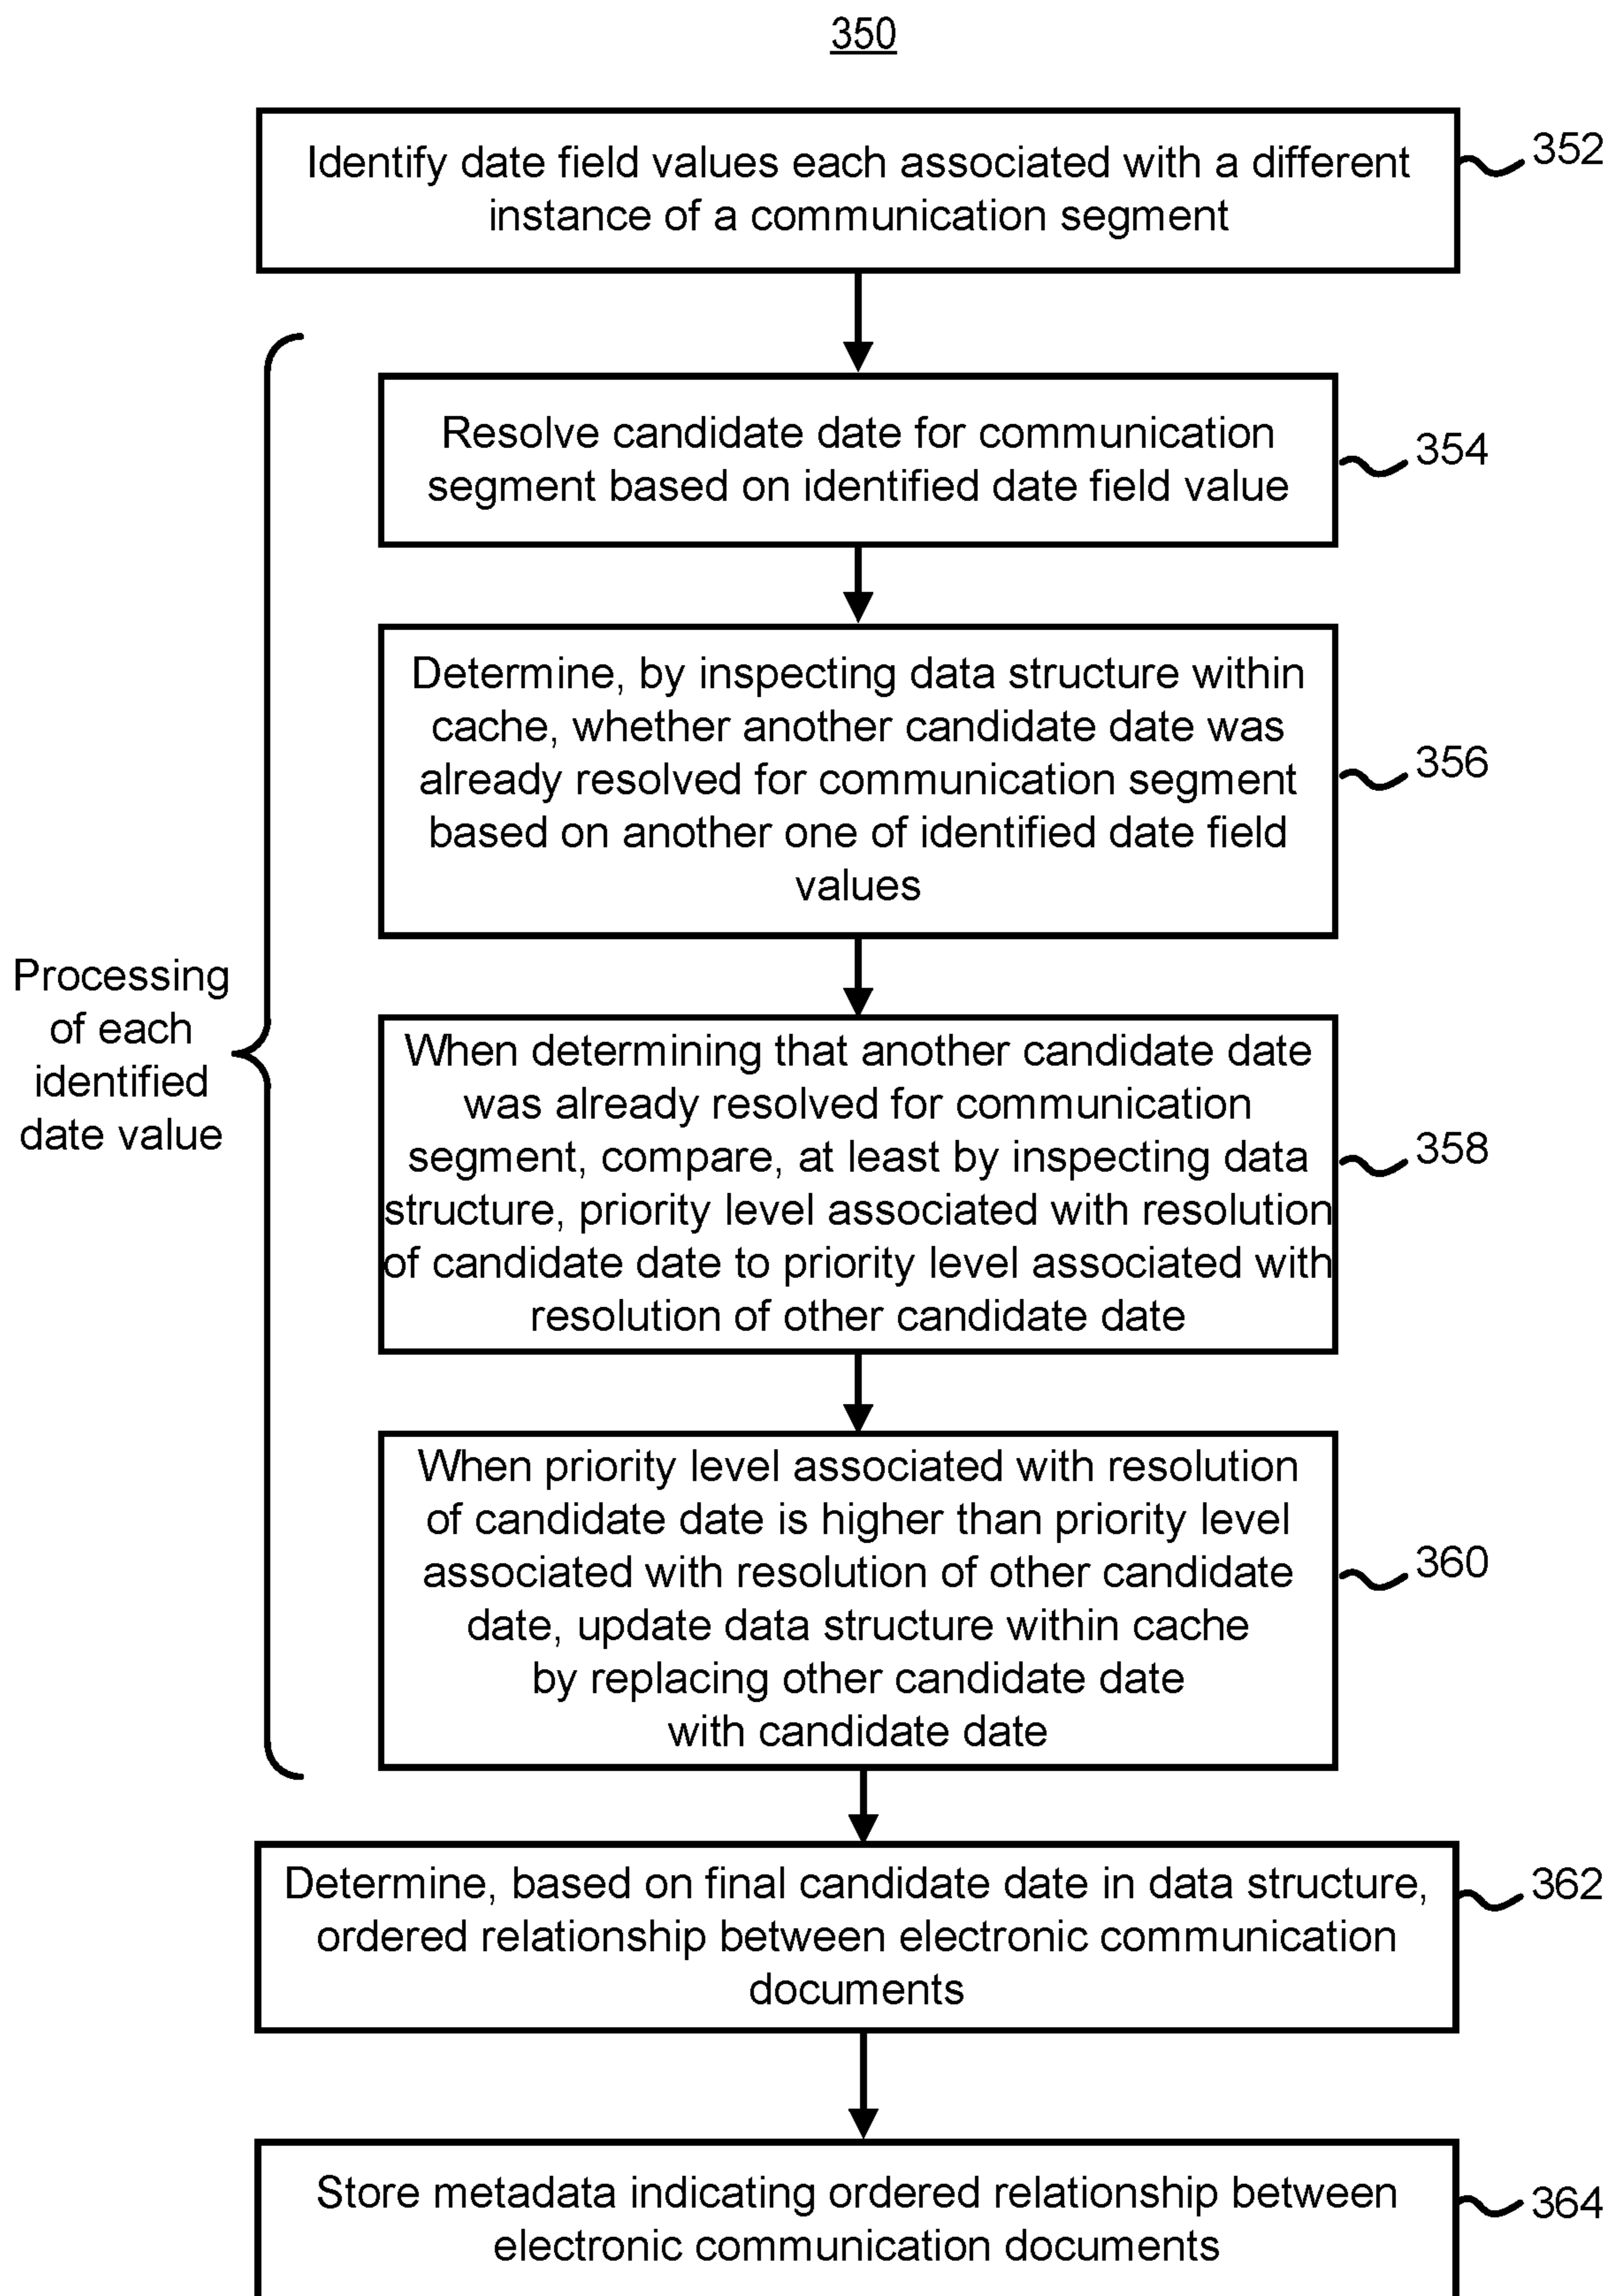 350
Identify date field values each associated with a different
instance of a communication segment
352
Resolve candidate date for communication
segment based on identified date field value
354
Determine, by inspecting data structure within
cache, whether another candidate date was
already resolved for communication segment
based on another one of identified date field
values
356
Processing
of each
identified
date value
When determining that another candidate date
was already resolved for communication
segment, compare, at least by inspecting data
structure, priority level associated with resolution
of candidate date to priority level associated with
resolution of other candidate date
358
When priority level associated with resolution
of candidate date is higher than priority level
associated with resolution of other candidate
date, update data structure within cache
by replacing other candidate date
with candidate date
360
Determine, based on final candidate date in data structure,
ordered relationship between electronic communication
documents
362
Store metadata indicating ordered relationship between
electronic communication documents
364